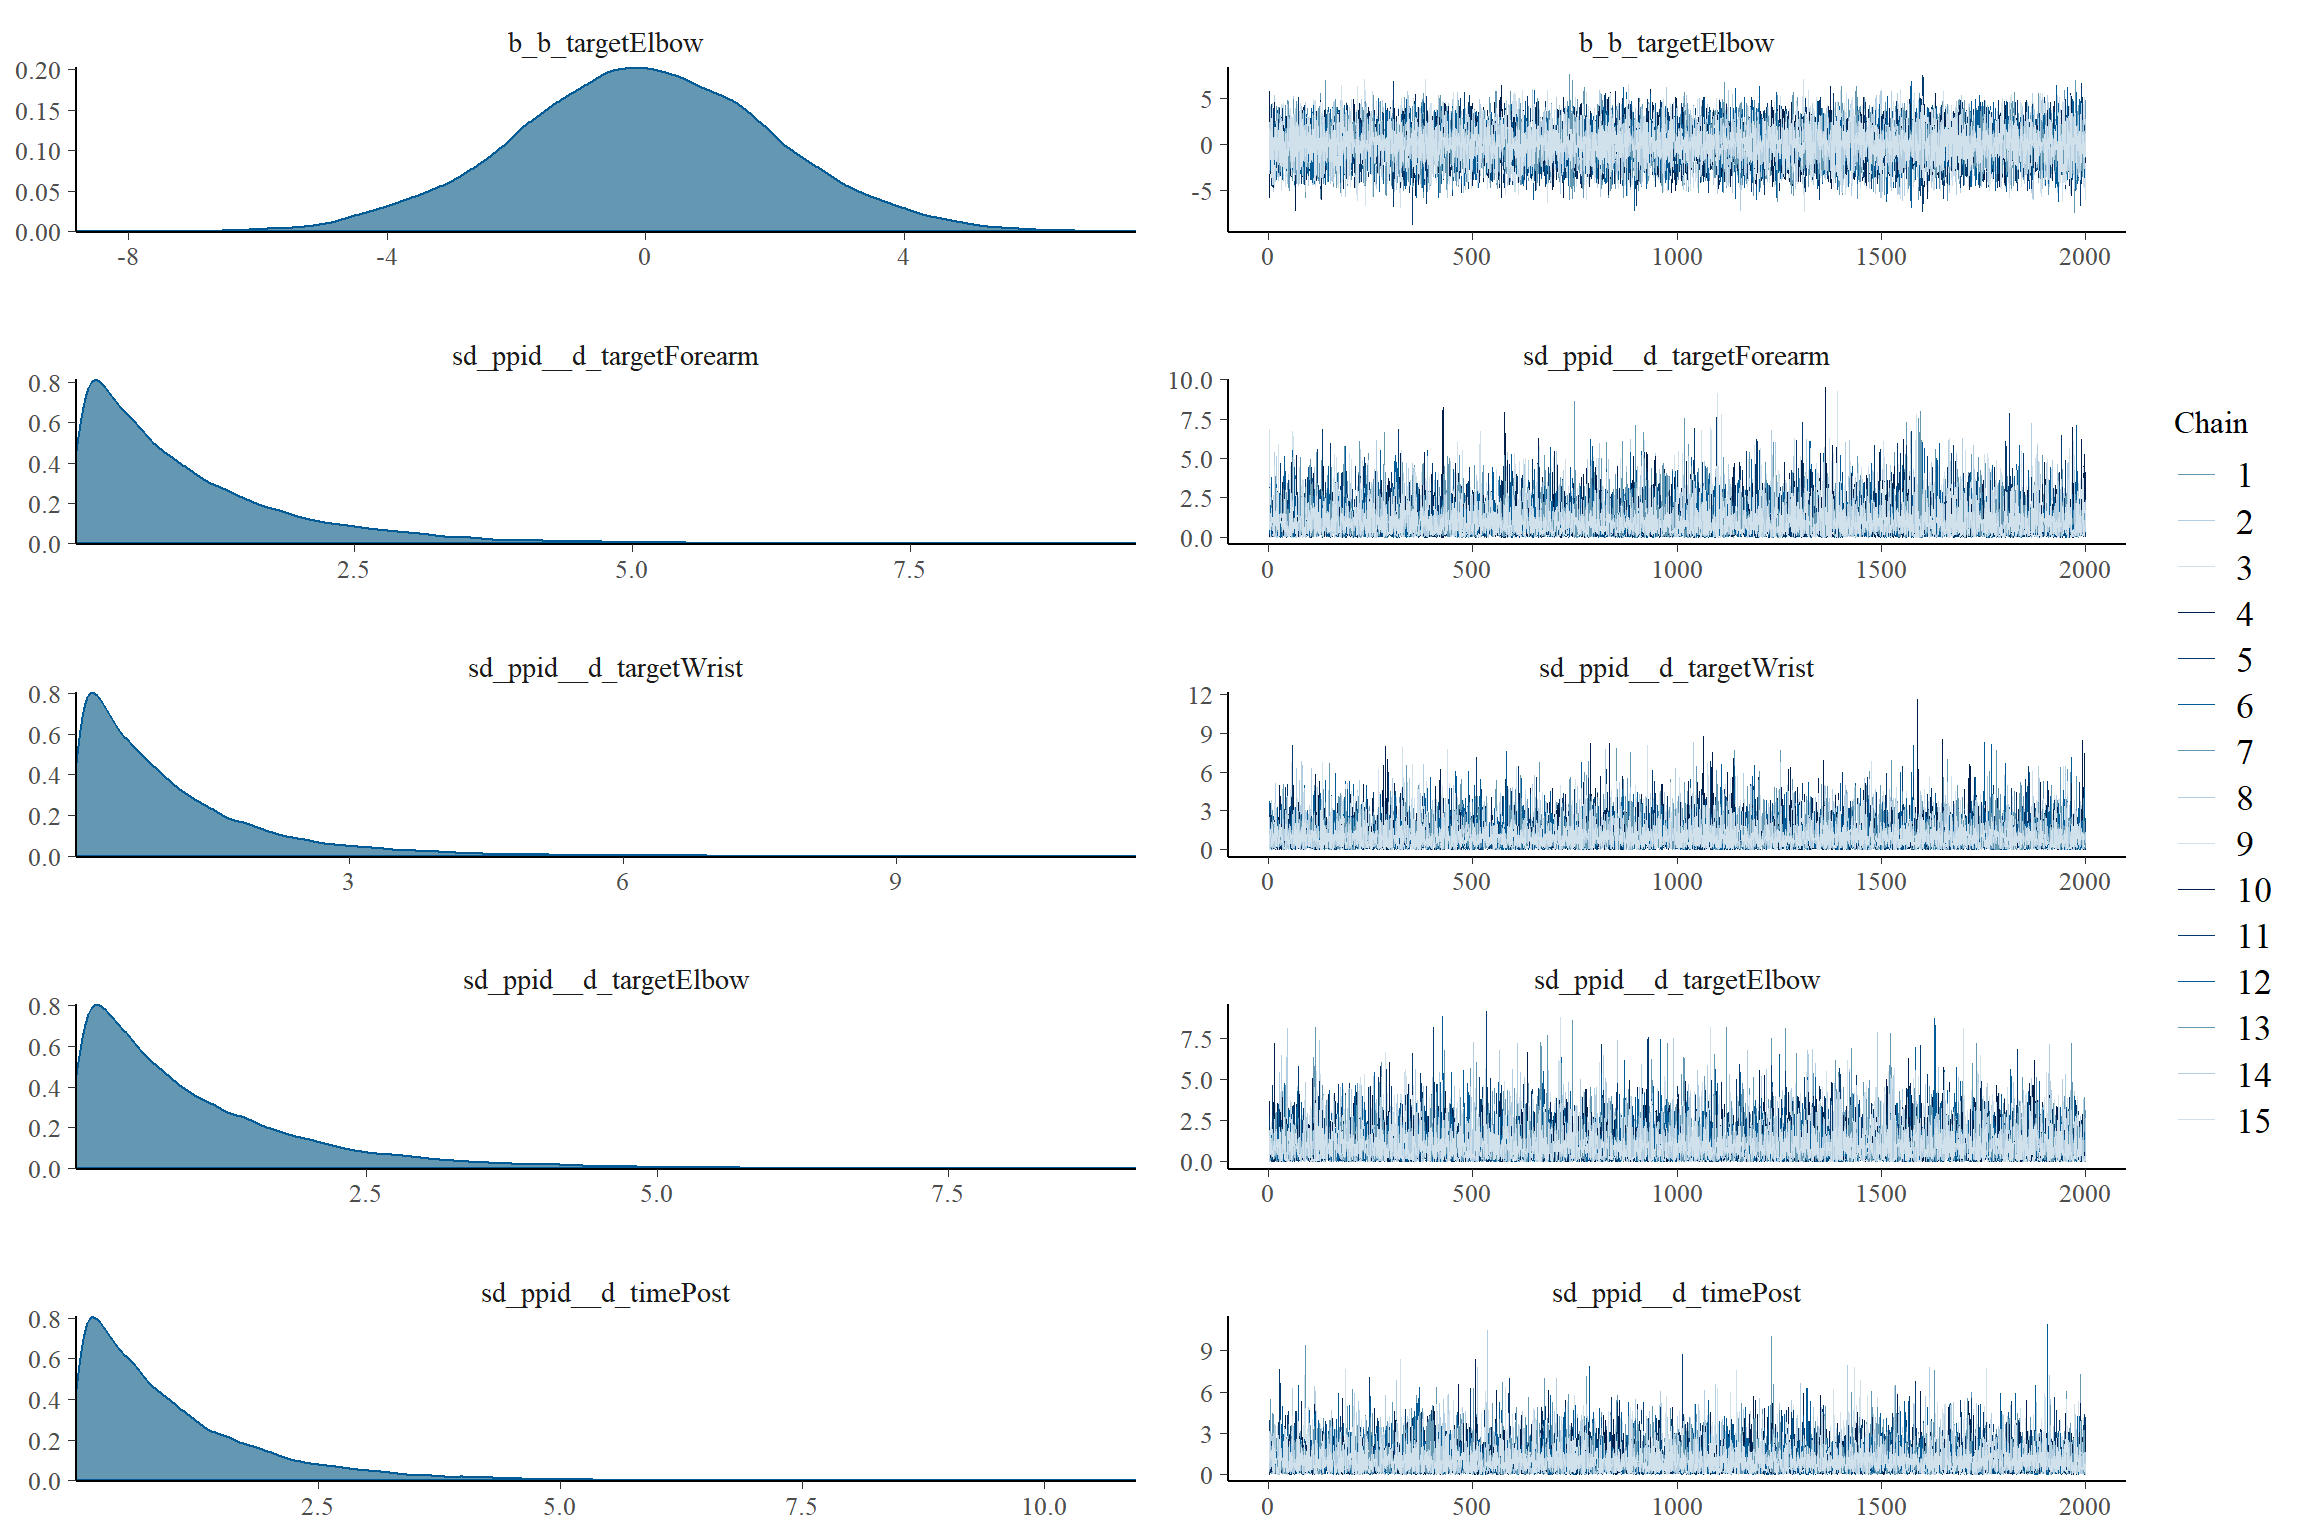 b_b_targetElbow
0.20
0.15
0.10
0.05
0.00
-8 -4 0 4
b_b_targetElbow
5
0
-5
0 500 1000 1500 2000
sd_ppid__d_targetForearm
0.8
0.6
0.4
0.2
0.0
2.5 5.0 7.5
sd_ppid__d_targetForearm
10.0
7.5
5.0
2.5
0.0
0 500 1000 1500 2000
sd_ppid__d_targetWrist
0.8
0.6
0.4
0.2
0.0
3 6 9
sd_ppid__d_targetWrist
12
9
6
3
0
0 500 1000 1500 2000
sd_ppid__d_targetElbow
0.8
0.6
0.4
0.2
0.0
2.5 5.0 7.5
sd_ppid__d_targetElbow
7.5
5.0
2.5
0.0
0 500 1000 1500 2000
sd_ppid__d_timePost
0.8
0.6
0.4
0.2
0.0
2.5 5.0 7.5 10.0
sd_ppid__d_timePost
9
6
3
0
0 500 1000 1500 2000
Chain
1
2
3
4
5
6
7
8
9
10
11
12
13
14
15